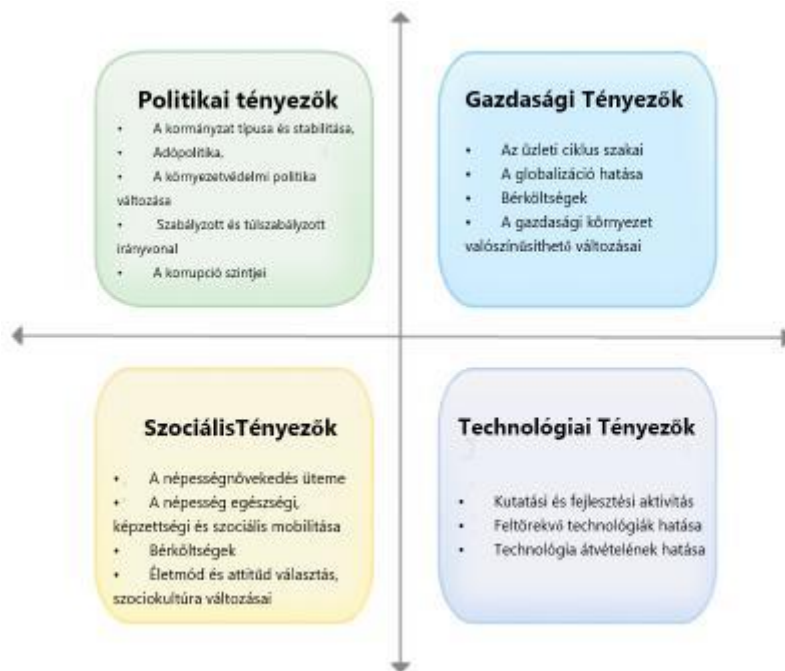 Politikai tényezők
• A kormányzat típusa és stabilitása,
• Adópolitika,
• A környezetvédelmi politika
változása
• Szabályzott és túlszabályzott
irányvonal
• A korrupció szintjei
Gazdasági Tényezők
• Az üzleti ciklus szakai
• A globalizáció hatása
• Bérköltségek
• A gazdasági környezet
valószínűsíthető változásai
SzociálisTényezők
• A népességnövekedés üteme
• A népesség egészségi,
képzettségi és szociális mobilitása
• Bérköltségek
• Életmód és attitűd választás,
szociokultúra változásai
Technológiai Tényezők
• Kutatási és fejlesztési aktivitás
• Feltörekvő technológiák hatása
• Technológia átvételének hatása